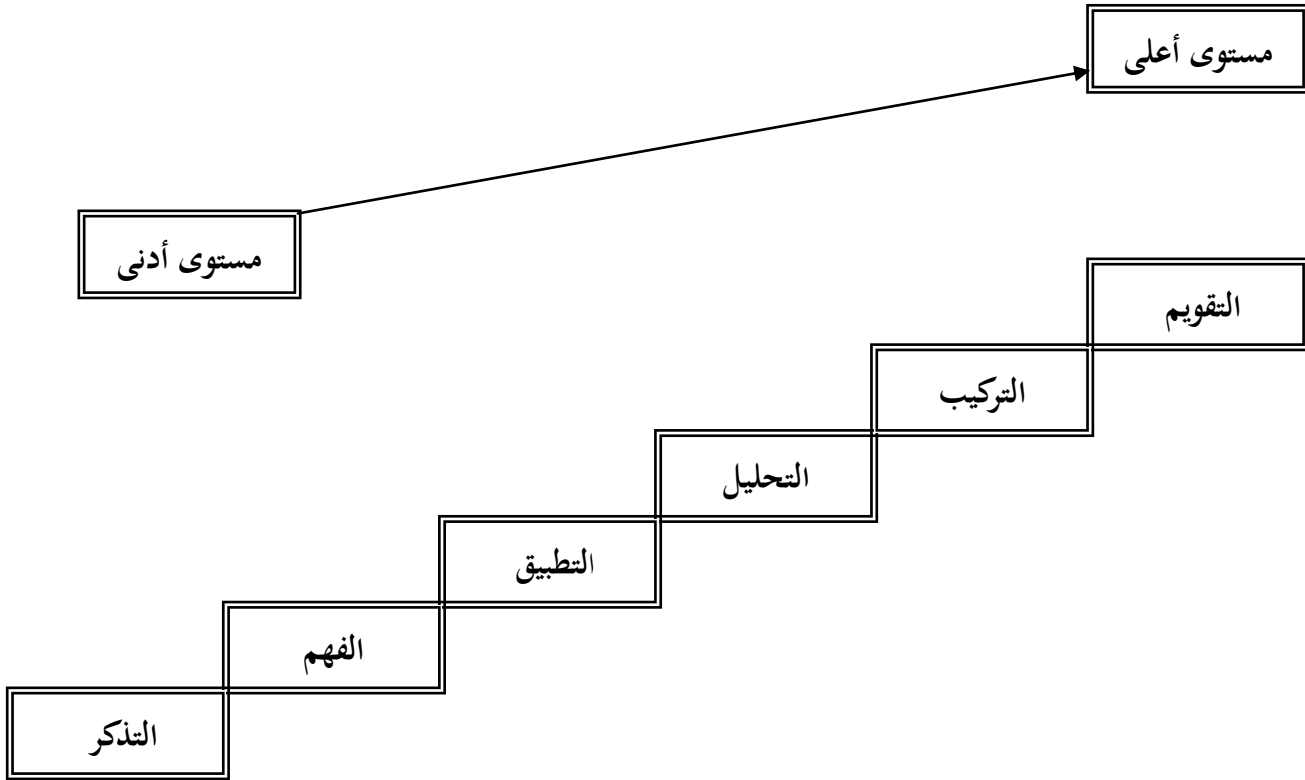 مستوى أعلى
مستوى أدنى
التقويم
التركيب
التحليل
التطبيق
الفهم
التذكر